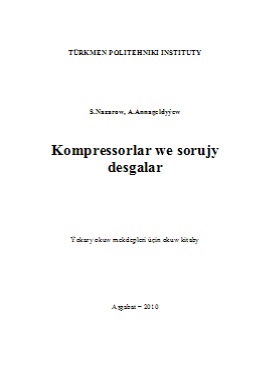 TÜRKMEN POLITEHNIKI INSTITUTY
S.Nazarow, A.Annageldyýew
Kompressorlar we sorujy
desgalar
Ýokary okuw mekdepleri üçin okuw kitaby
Aşgabat – 2010